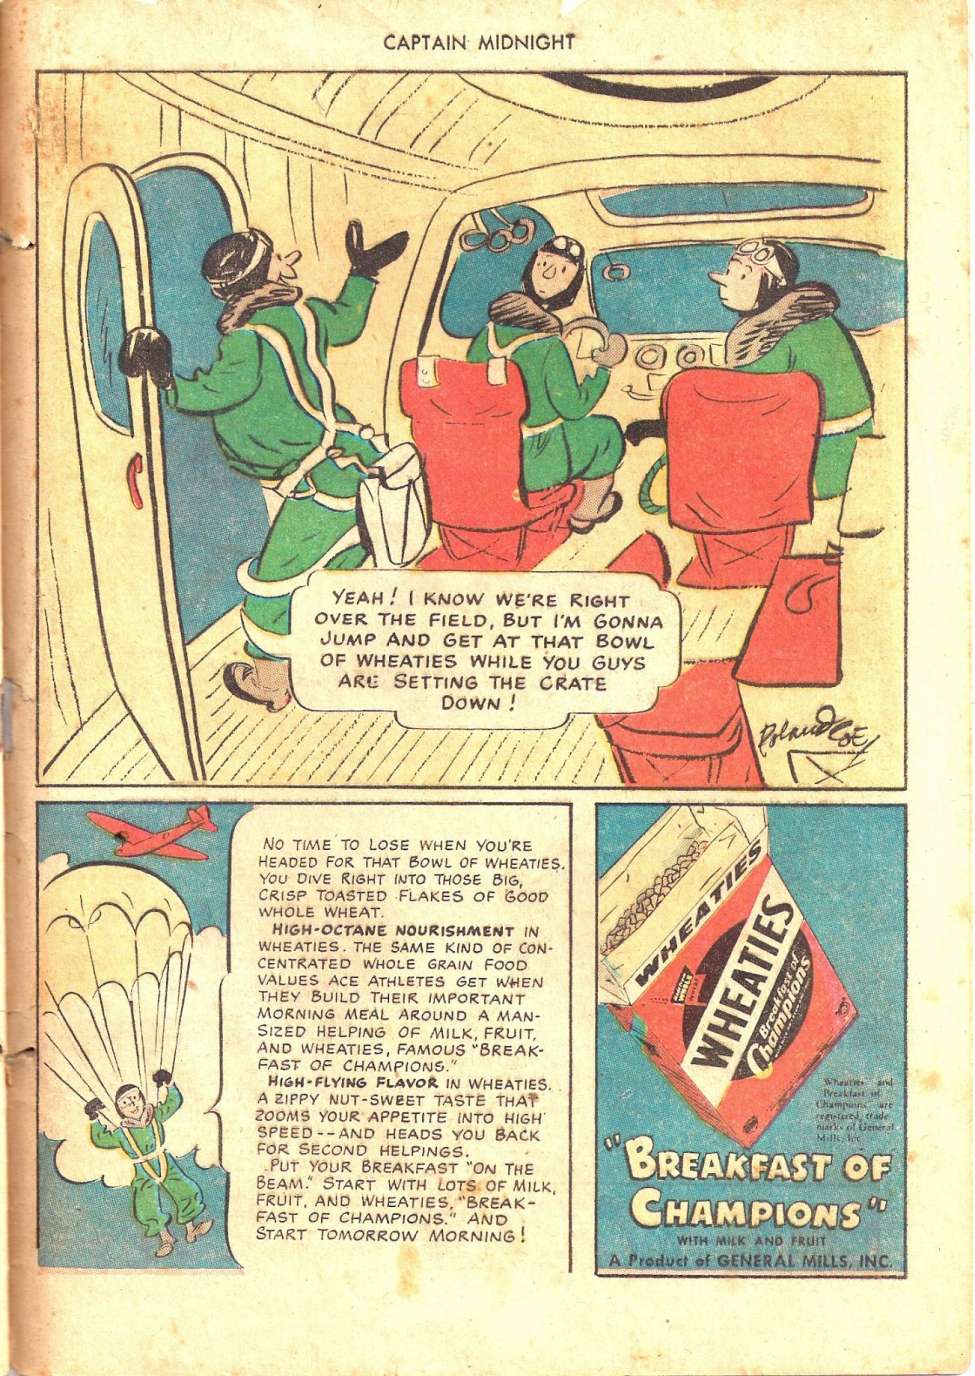 CAPTAIN MIDNIGHT
YEAH! I KNOW WE'RE RIGHT
OVER THE FIELD, BUT I'M GONNA
JUMP AND GET AT THAT BOWL
OF WHEATIES WHILE YOU GUYS
ARE SETTING THE CRATE
DOWN!
Roland Coe
NO TIME TO LOSE WHEN YOU'RE
HEADED FOR THAT BOWL OF WHEATIES.
YOU DIVE RIGHT INTO THOSE BIG,
CRISP TOASTED FLAKES OF GOOD
WHOLE WHEAT.
HIGH-OCTANE NOURISHMENT IN
WHEATIES. THE SAME KIND OF CON-
CENTRATED WHOLE GRAIN FOOD
VALUES ACE ATHLETES GET WHEN
THEY BUILD THEIR IMPORTANT
MORNING MEAL AROUND A MAN-
SIZED HELPING OF MILK, FRUIT,
AND WHEATIES, FAMOUS "BREAK-
FAST OF CHAMPIONS."
HIGH-FLYING FLAVOR IN WHEATIES.
A ZIPPY NUT-SWEET TASTE THAT
ZOOMS YOUR APPETITE INTO HIGH
SPEED--AND HEADS YOU BACK
FOR SECOND HELPINGS.
PUT YOUR BREAKFAST "ON THE
BEAM." START WITH LOTS OF MILK,
FRUIT, AND WHEATIES, "BREAK-
FAST OF CHAMPIONS." AND
START TOMORROW MORNING!
WHEATIES
WHEATIES
Breakfast of
Champions
Wheaties and
Breakfast of
Champions are
registered trade
marks of General
Mills, Inc.
"BREAKFAST OF
CHAMPIONS"
WITH MILK AND FRUIT
A Product of GENERAL MILLS, INC.